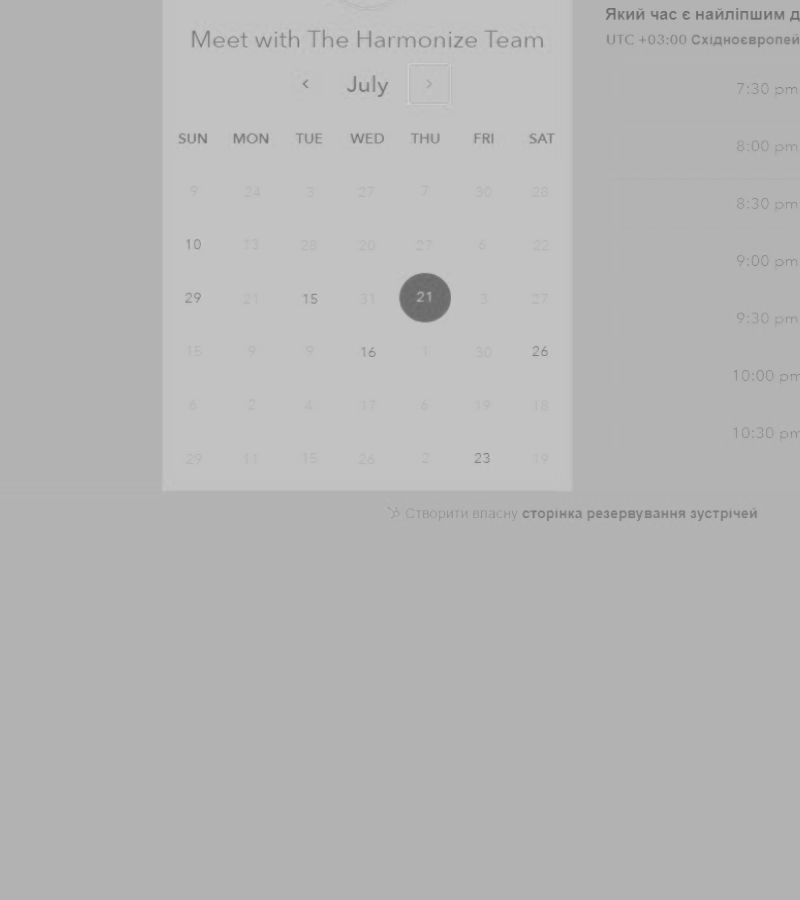 Meet with The Harmonize Team
July
SUN MON TUE WED THU FRI SAT
9 24 3 27 7 30 28
10 13 28 20 27 6 22
29 21 15 31 21 3 27
15 9 9 16 1 30 26
6 2 4 17 6 19 18
29 11 15 26 2 23 19
Який час є найліпшим
UTC +03:00
7:30 pm
8:00 pm
8:30 pm
9:00 pm
9:30 pm
10:00 pm
10:30 pm
Створити власну сторінка резервування зустрічей